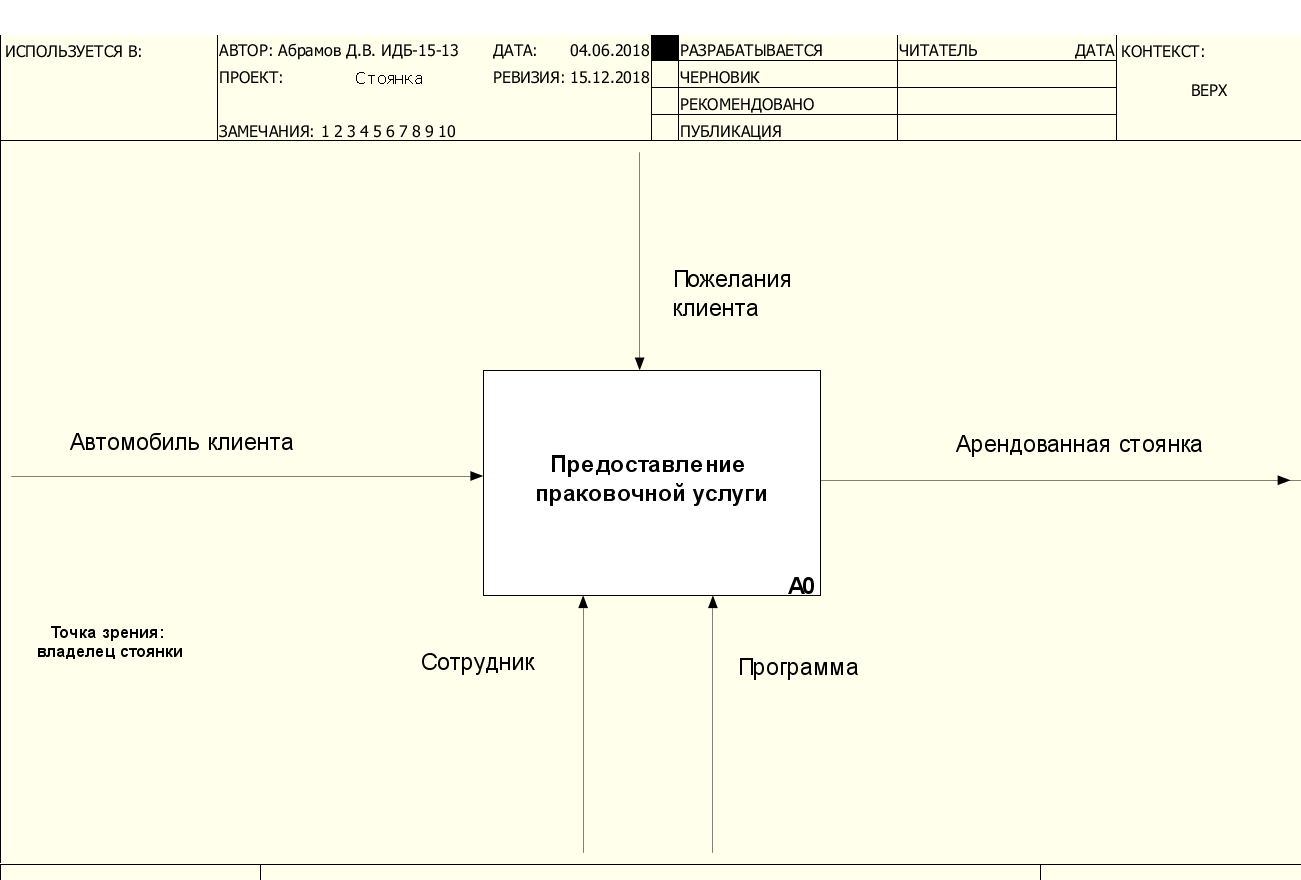 ИСПОЛЬЗУЕТСЯ В:
АВТОР: Абрамов Д.В. ИДБ-15-13
ДАТА: 04.06.2018
ПРОЕКТ: Стоянка
РЕВИЗИЯ: 15.12.2018
ЗАМЕЧАНИЯ: 1 2 3 4 5 6 7 8 9 10
РАЗРАБАТЫВАЕТСЯ
ЧЕРНОВИК
РЕКОМЕНДОВАНО
ПУБЛИКАЦИЯ
ЧИТАТЕЛЬ ДАТА
КОНТЕКСТ:
ВЕРХ
Пожелания
клиента
Автомобиль клиента
Предоставление
праковочной услуги
A0
Арендованная стоянка
Точка зрения:
владелец стоянки
Сотрудник
Программа